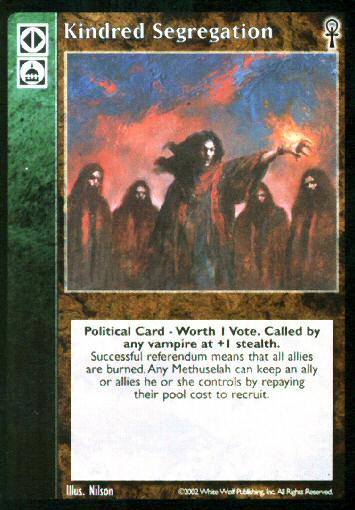 Kindred Segregation
Political Card - Worth 1 Vote. Called by
any vampire at +1 stealth.
Successful referendum means that all allies
are burned. Any Methuselah can keep an ally
or allies he or she controls by repaying
their pool cost to recruit.
Illus. Nilson
©2002 White Wolf Publishing, Inc. All Rights Reserved.